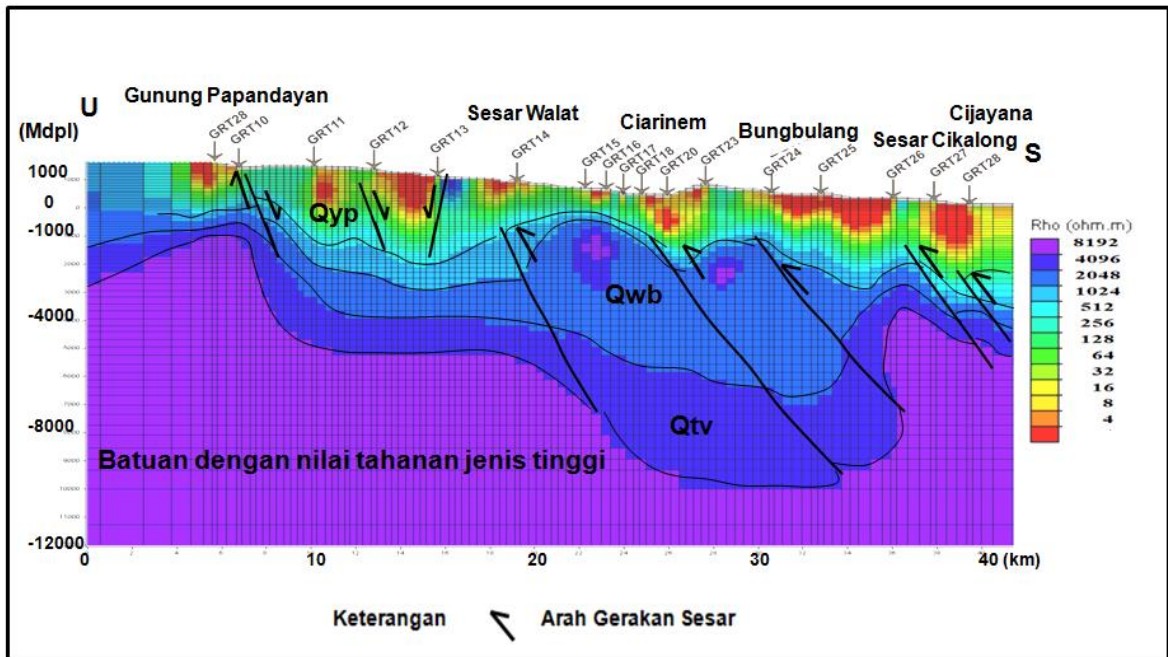 Gunung Papandayan
Sesar Walat
Ciarinem
Bungbulang
Sesar Cikalong
Cijayana
U
S
(Mdpl)
GRT28
GRT10
GRT11
GRT12
GRT13
GRT14
GRT15
GRT16
GRT17
GRT18
GRT20
GRT23
GRT24
GRT25
GRT26
GRT27
GRT28
1000
0
-1000
-4000
-8000
-12000
Qyp
Qwb
Qtv
Batuan dengan nilai tahanan jenis tinggi
Rho (ohm.m)
8192
4096
2048
1024
512
256
128
64
32
16
8
4
0 10 20 30 40 (km)
Keterangan Arah Gerakan Sesar